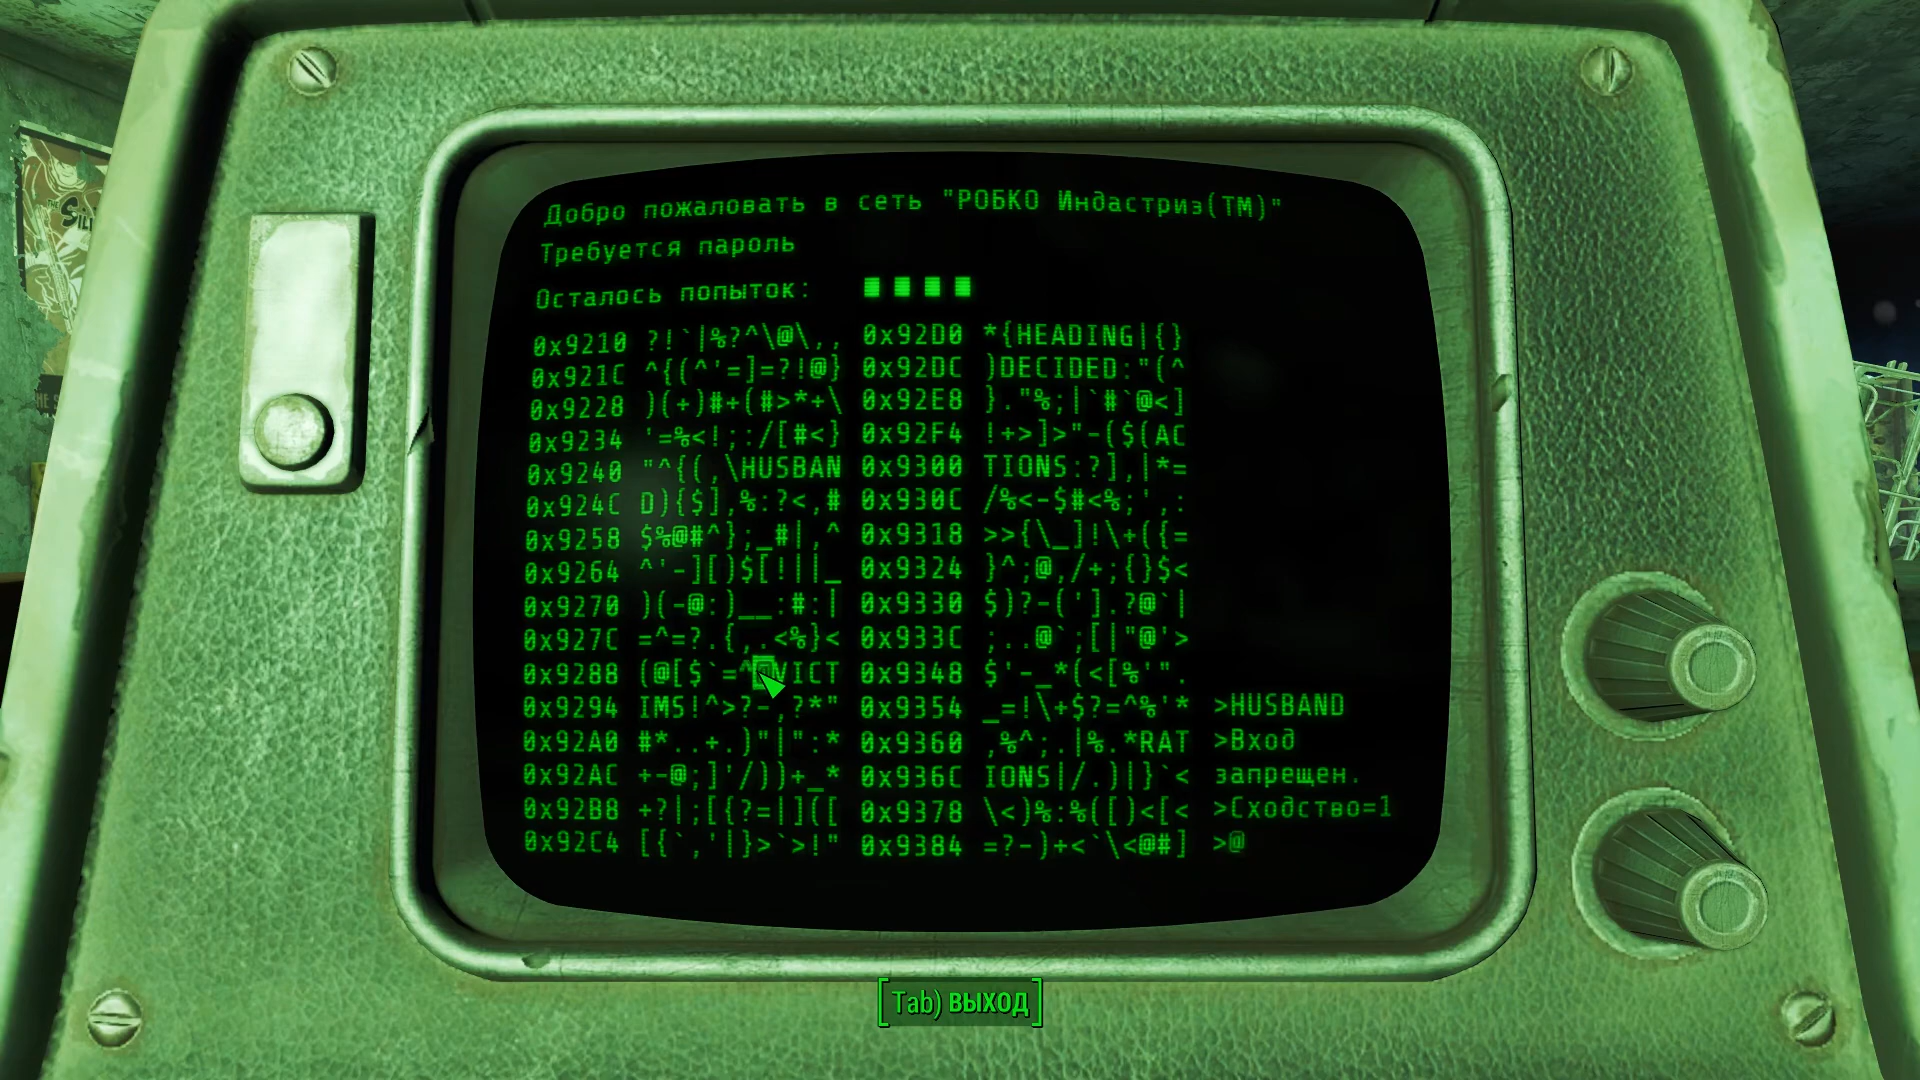 THE
SIL
Добро пожаловать в сеть "РОБКО Индастриз(ТМ)"
Требуется пароль
Осталось попыток:
0x9210 ?!`|%?^\@\,, 0x92D0 *{HEADING|{}
0x921C ^{(^'=]=?!@} 0x92DC )DECIDED:"(^
0x9228 )(+)#+(#>*+\ 0x92E8 }."%;|`#`@<]
0x9234 '=%<!;:/[#<} 0x92F4 !+>]>"-($(AC
0x9240 "^{(,\HUSBAN 0x9300 TIONS:?],|*=
0x924C D){$],%:?<,# 0x930C /%<-$#<%;',:
0x9258 $%@#^};_#|,^ 0x9318 >>{\_]!\+({=
0x9264 ^'-][)$[!||_ 0x9324 }^;@,/+;{}$<
0x9270 )(-@:)__:#:| 0x9330 $)?-('].?@`|
0x927C =^=?.{,.<%}< 0x933C ;..@`;[|"@'>
0x9288 (@[$`=^@VICT 0x9348 $'-_*(<[%'".
0x9294 IMS!^>?-,?*" 0x9354 _=!\+$?=^%'* >HUSBAND
0x92A0 #*..+.)"|":* 0x9360 ,%^;.|%.*RAT >Вход
0x92AC +-@;]'/))+_* 0x936C IONS|/.)|}`< запрещен.
0x92B8 +?|;[{?=|]([ 0x9378 \<)%:%([)<[< >Сходство=1
0x92C4 [{`,'|}>`>!" 0x9384 =?-)+<`\<@#] >@
Tab) ВЫХОД